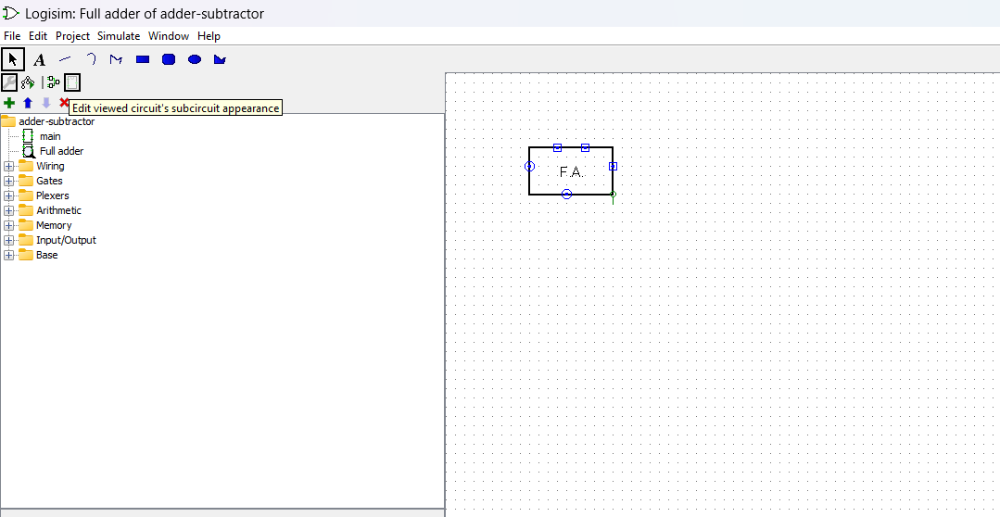 Logisim: Full adder of adder-subtractor
File Edit Project Simulate Window Help
A
Edit viewed circuit's subcircuit appearance
adder-subtractor
main
Full adder
Wiring
Gates
Plexers
Arithmetic
Memory
Input/Output
Base
F.A.